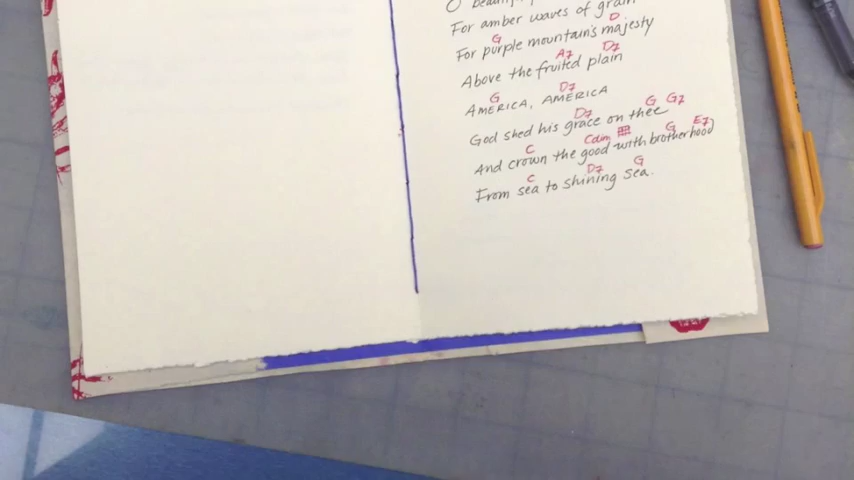 O beautiful
For amber waves of grain
G D
For purple mountain's majesty
A7 D7
Above the fruited plain
G D7
AMERICA, AMERICA
D7 G G7
God shed his grace on thee
C Cdim G E7
And crown the good with brotherhood
C D7 G
From sea to shining sea.